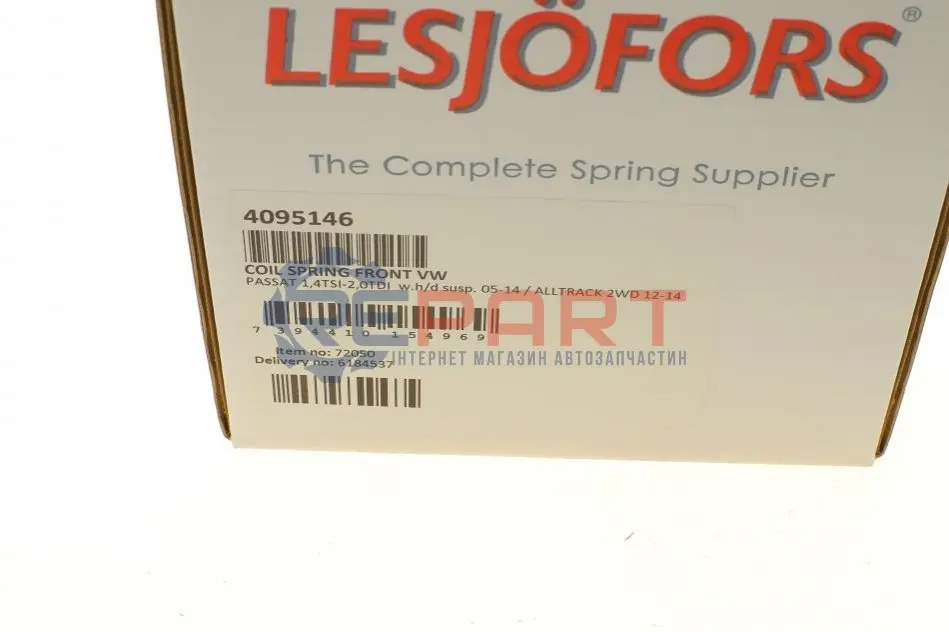 LESJÖFORS®
The Complete Spring Supplier
4095146
COIL SPRING FRONT VW
PASSAT 1,4TSI-2,0TDI w.h/d susp. 05-14 / ALLTRACK 2WD 12-14
REPART
7 394410 154969
ІНТЕРНЕТ МАГАЗИН АВТОЗАПЧАСТИН
Item no: 72050
Delivery no: 6184537